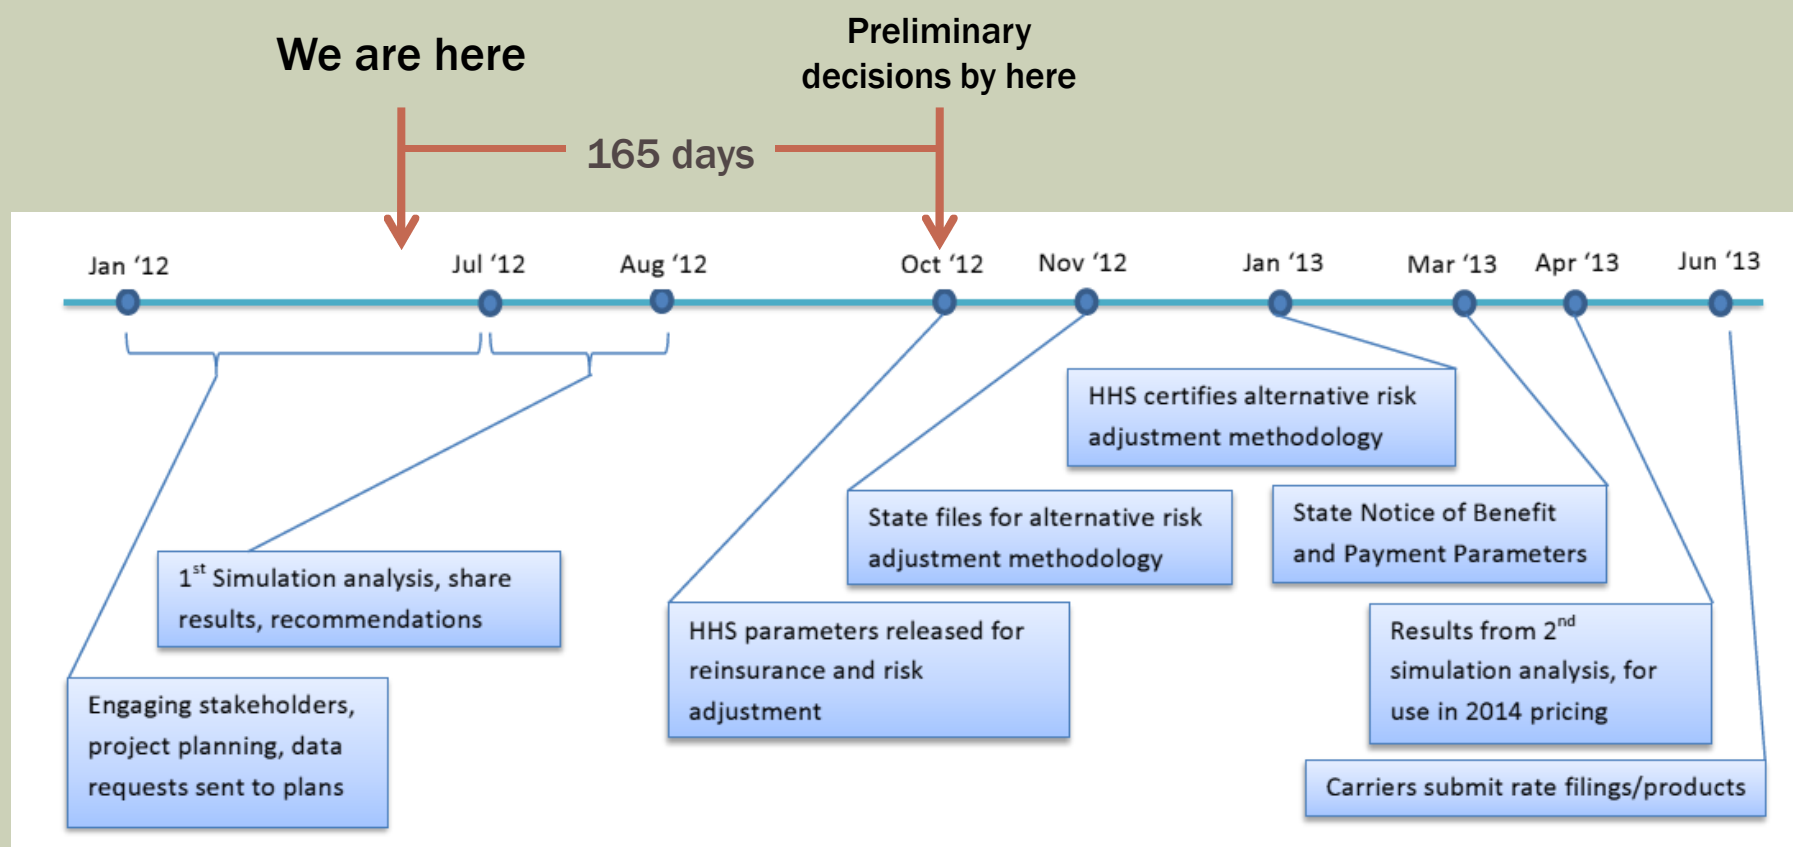 We are here
Preliminary
decisions by here
165 days
Jan ‘12
Jul ‘12
Aug ‘12
Oct ‘12
Nov ‘12
Jan ‘13
Mar ‘13
Apr ‘13
Jun ‘13
HHS certifies alternative risk
adjustment methodology
State files for alternative risk
adjustment methodology
State Notice of Benefit
and Payment Parameters
1st Simulation analysis, share
results, recommendations
HHS parameters released for
reinsurance and risk
adjustment
Results from 2nd
simulation analysis, for
use in 2014 pricing
Engaging stakeholders,
project planning, data
requests sent to plans
Carriers submit rate filings/products